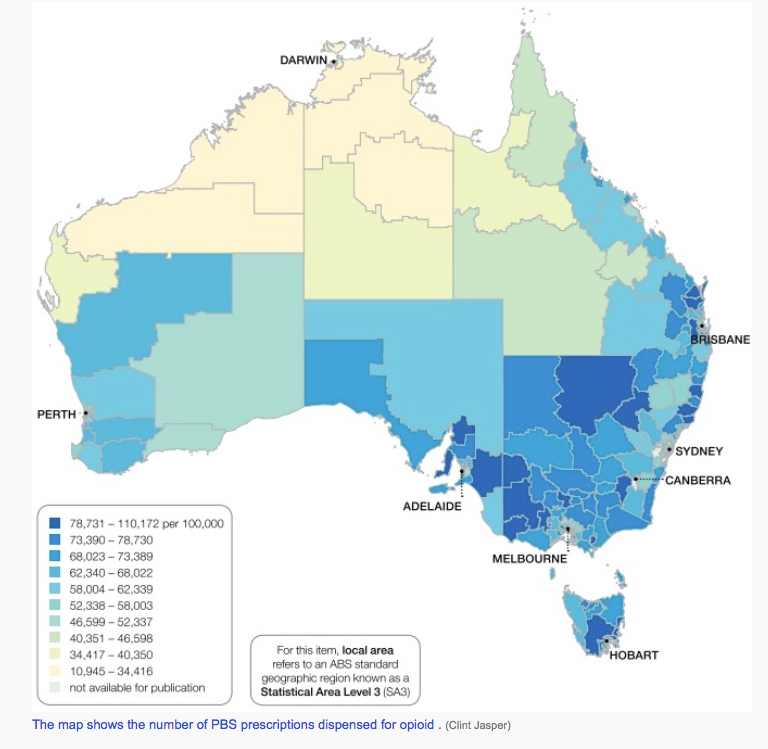 DARWIN
BRISBANE
PERTH
SYDNEY
CANBERRA
ADELAIDE
MELBOURNE
HOBART
78,731 – 110,172 per 100,000
73,390 – 78,730
68,023 – 73,389
62,340 – 68,022
58,004 – 62,339
52,338 – 58,003
46,599 – 52,337
40,351 – 46,598
34,417 – 40,350
10,945 – 34,416
not available for publication
For this item, local area
refers to an ABS standard
geographic region known as a
Statistical Area Level 3 (SA3)
The map shows the number of PBS prescriptions dispensed for opioid . (Clint Jasper)